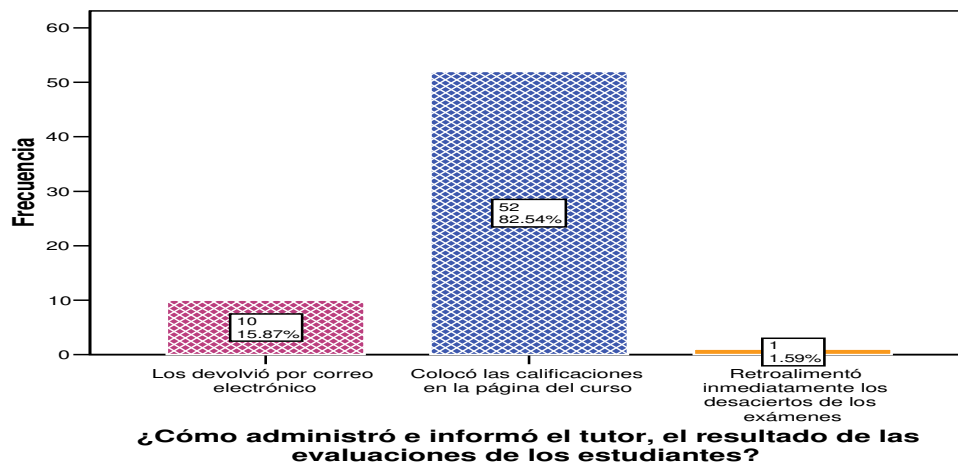 60
50
40
30
20
10
0
Frecuencia
10
15.87%
52
82.54%
1
1.59%
Los devolvió por correo
electrónico
Colocó las calificaciones
en la página del curso
Retroalimentó
inmediatamente los
desaciertos de los
exámenes
¿Cómo administró e informó el tutor, el resultado de las
evaluaciones de los estudiantes?